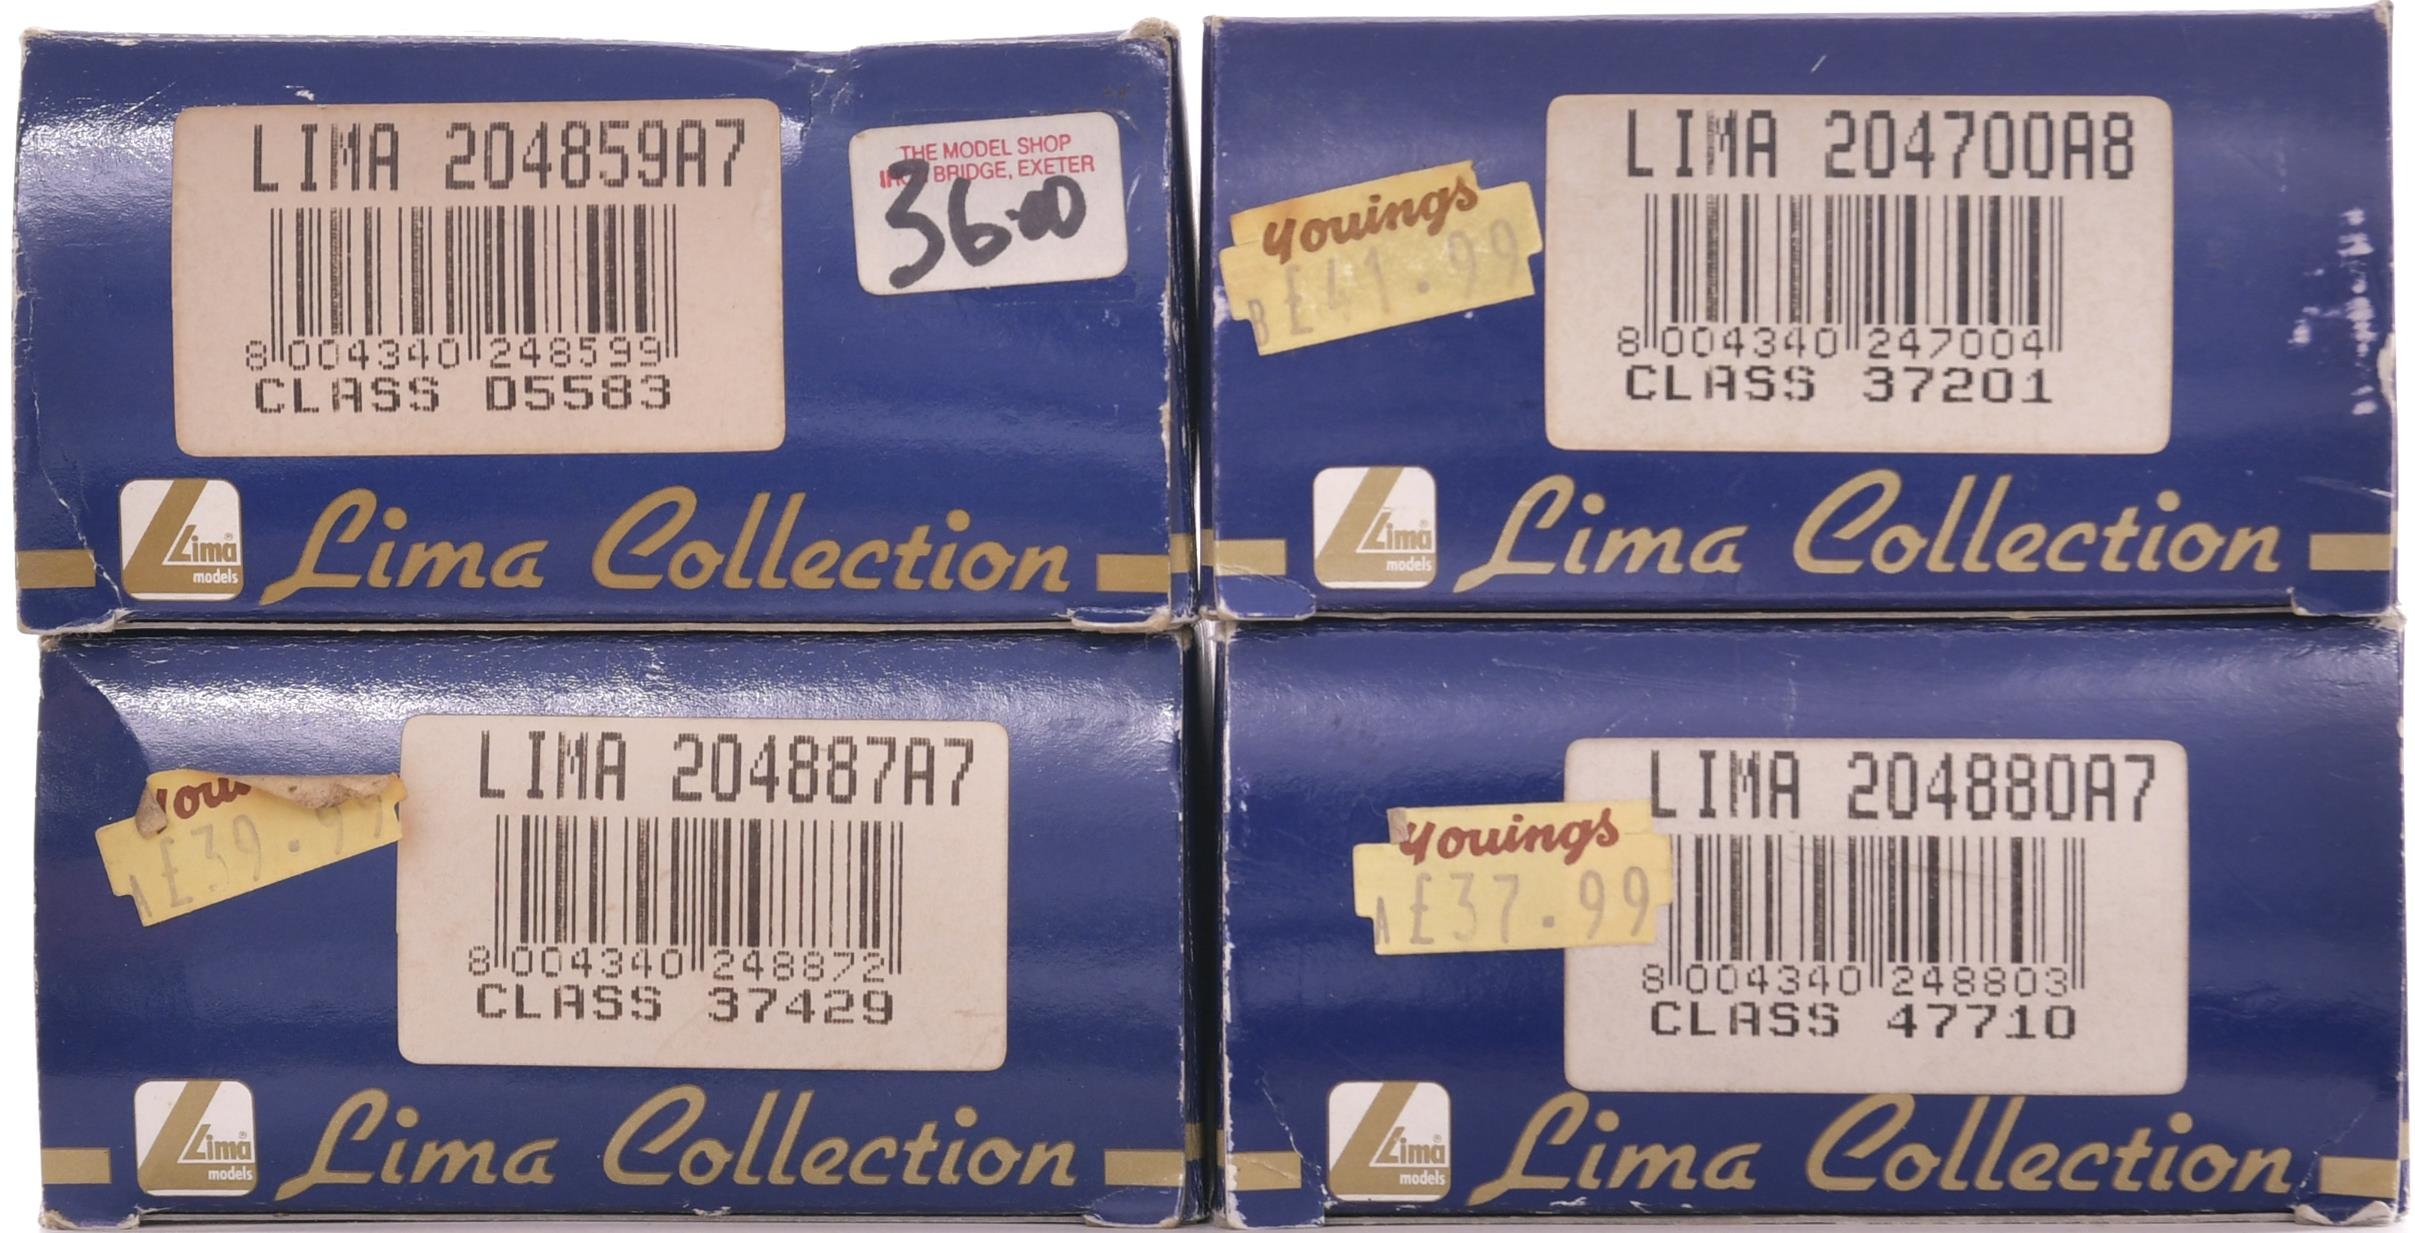 LIMA 204859A7
8 004340 248599
CLASS D5583
THE MODEL SHOP
BRIDGE, EXETER
36.00
Lima®
models
Lima Collection
LIMA 204700A8
8 004340 247004
CLASS 37201
Youings
B £41.99
Lima®
models
Lima Collection
LIMA 204887A7
8 004340 248872
CLASS 37429
A £39.99
Lima®
models
Lima Collection
LIMA 204880A7
8 004340 248803
CLASS 47710
Youings
A £37.99
Lima®
models
Lima Collection